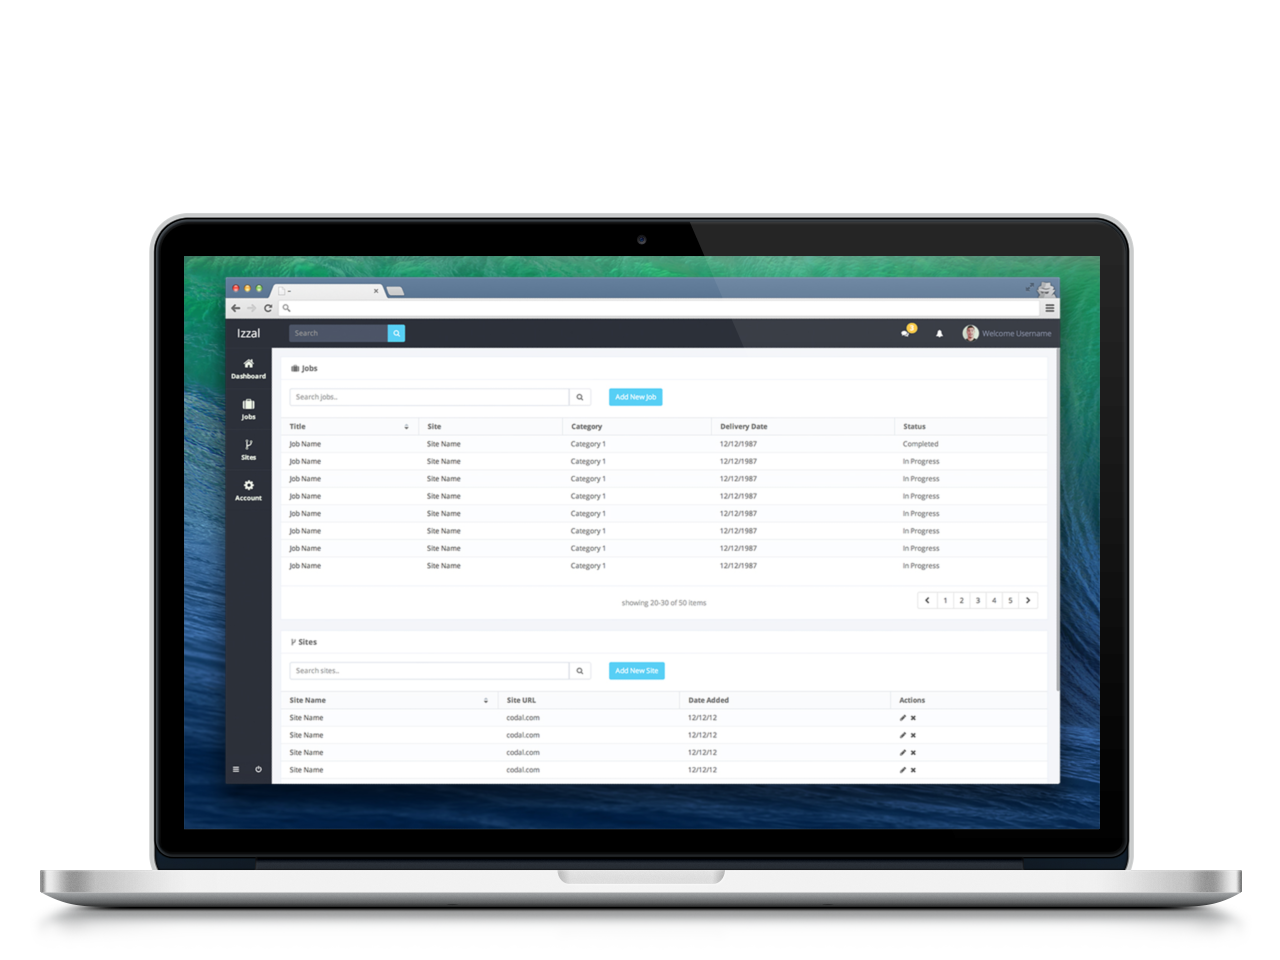 Izzal Search 3 Welcome Username
Dashboard
Jobs
Sites
Account
Jobs
Search jobs.. Add New Job
Title Site Category Delivery Date Status
Job Name Site Name Category 1 12/12/1987 Completed
Job Name Site Name Category 1 12/12/1987 In Progress
Job Name Site Name Category 1 12/12/1987 In Progress
Job Name Site Name Category 1 12/12/1987 In Progress
Job Name Site Name Category 1 12/12/1987 In Progress
Job Name Site Name Category 1 12/12/1987 In Progress
Job Name Site Name Category 1 12/12/1987 In Progress
Job Name Site Name Category 1 12/12/1987 In Progress
showing 20-30 of 50 items 1 2 3 4 5
Sites
Search sites.. Add New Site
Site Name Site URL Date Added Actions
Site Name codal.com 12/12/12
Site Name codal.com 12/12/12
Site Name codal.com 12/12/12
Site Name codal.com 12/12/12